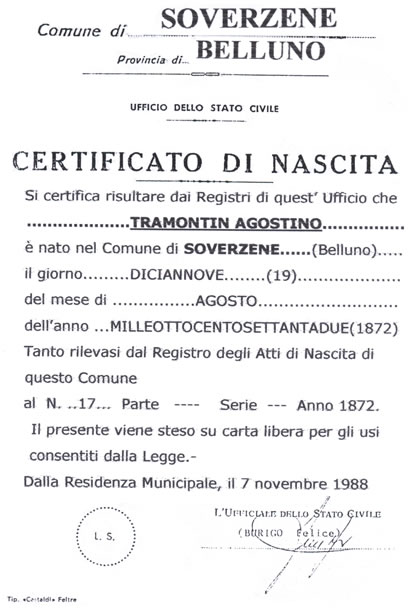 Comune di SOVERZENE
Provincia di... BELLUNO
UFFICIO DELLO STATO CIVILE
CERTIFICATO DI NASCITA
Si certifica risultare dai Registri di quest' Ufficio che
......................TRAMONTIN AGOSTINO.................
è nato nel Comune di SOVERZENE......(Belluno).....
il giorno.........DICIANNOVE........(19)......................
del mese di ................AGOSTO............................
dell'anno ...MILLEOTTOCENTOSETTANTADUE(1872)
Tanto rilevasi dal Registro degli Atti di Nascita di
questo Comune
al N. ..17... Parte ---- Serie --- Anno 1872.
Il presente viene steso su carta libera per gli usi
consentiti dalla Legge.-
Dalla Residenza Municipale, il 7 novembre 1988
L'UFFICIALE DELLO STATO CIVILE
(BURIGO Felice)
L. S.
Tip. «Castaldi» Feltre